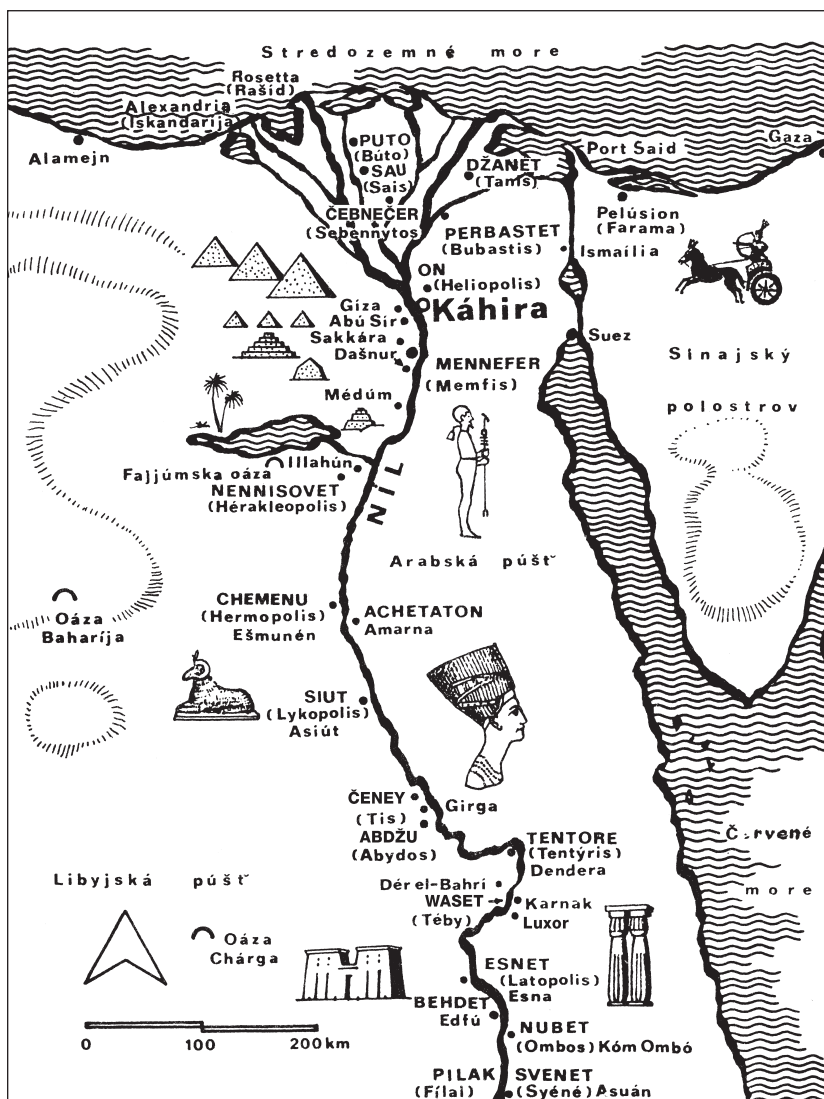 Stredozemné more
Rosetta
(Rašíd)
Alexandria
(Iskandaríja)
Alamejn
PUTO
(Búto)
SAU
(Sais)
DŽANET
(Tanis)
Port Said
Gaza
ČEBNEČER
(Sebennytos)
PERBASTET
(Bubastis)
Pelúsion
(Farama)
Ismaília
ON
(Heliopolis)
Káhira
Gíza
Abú Sír
Sakkára
Dašnur
Suez
MENNEFER
(Memfis)
Sinajský
polostrov
Médúm
Illahún
Fajjúmska oáza
NENNISOVET
(Hérakleopolis)
NÍL
Arabská púšť
CHEMENU
(Hermopolis)
Ešmunén
ACHETATON
Amarna
Oáza
Baharíja
SIUT
(Lykopolis)
Asiút
ČENEY
(Tis)
Girga
ABDŽU
(Abydos)
TENTORE
(Tentýris)
Dendera
Červené
more
Libyjská púšť
Dér el-Bahrí
WASET
(Téby)
Karnak
Luxor
Oáza
Chárga
ESNET
(Latopolis)
Esna
BEHDET
Edfú
NUBET
(Ombos) Kóm Ombó
0 100 200 km
PILAK
(Fílai)
SVENET
(Syéné) Asuán